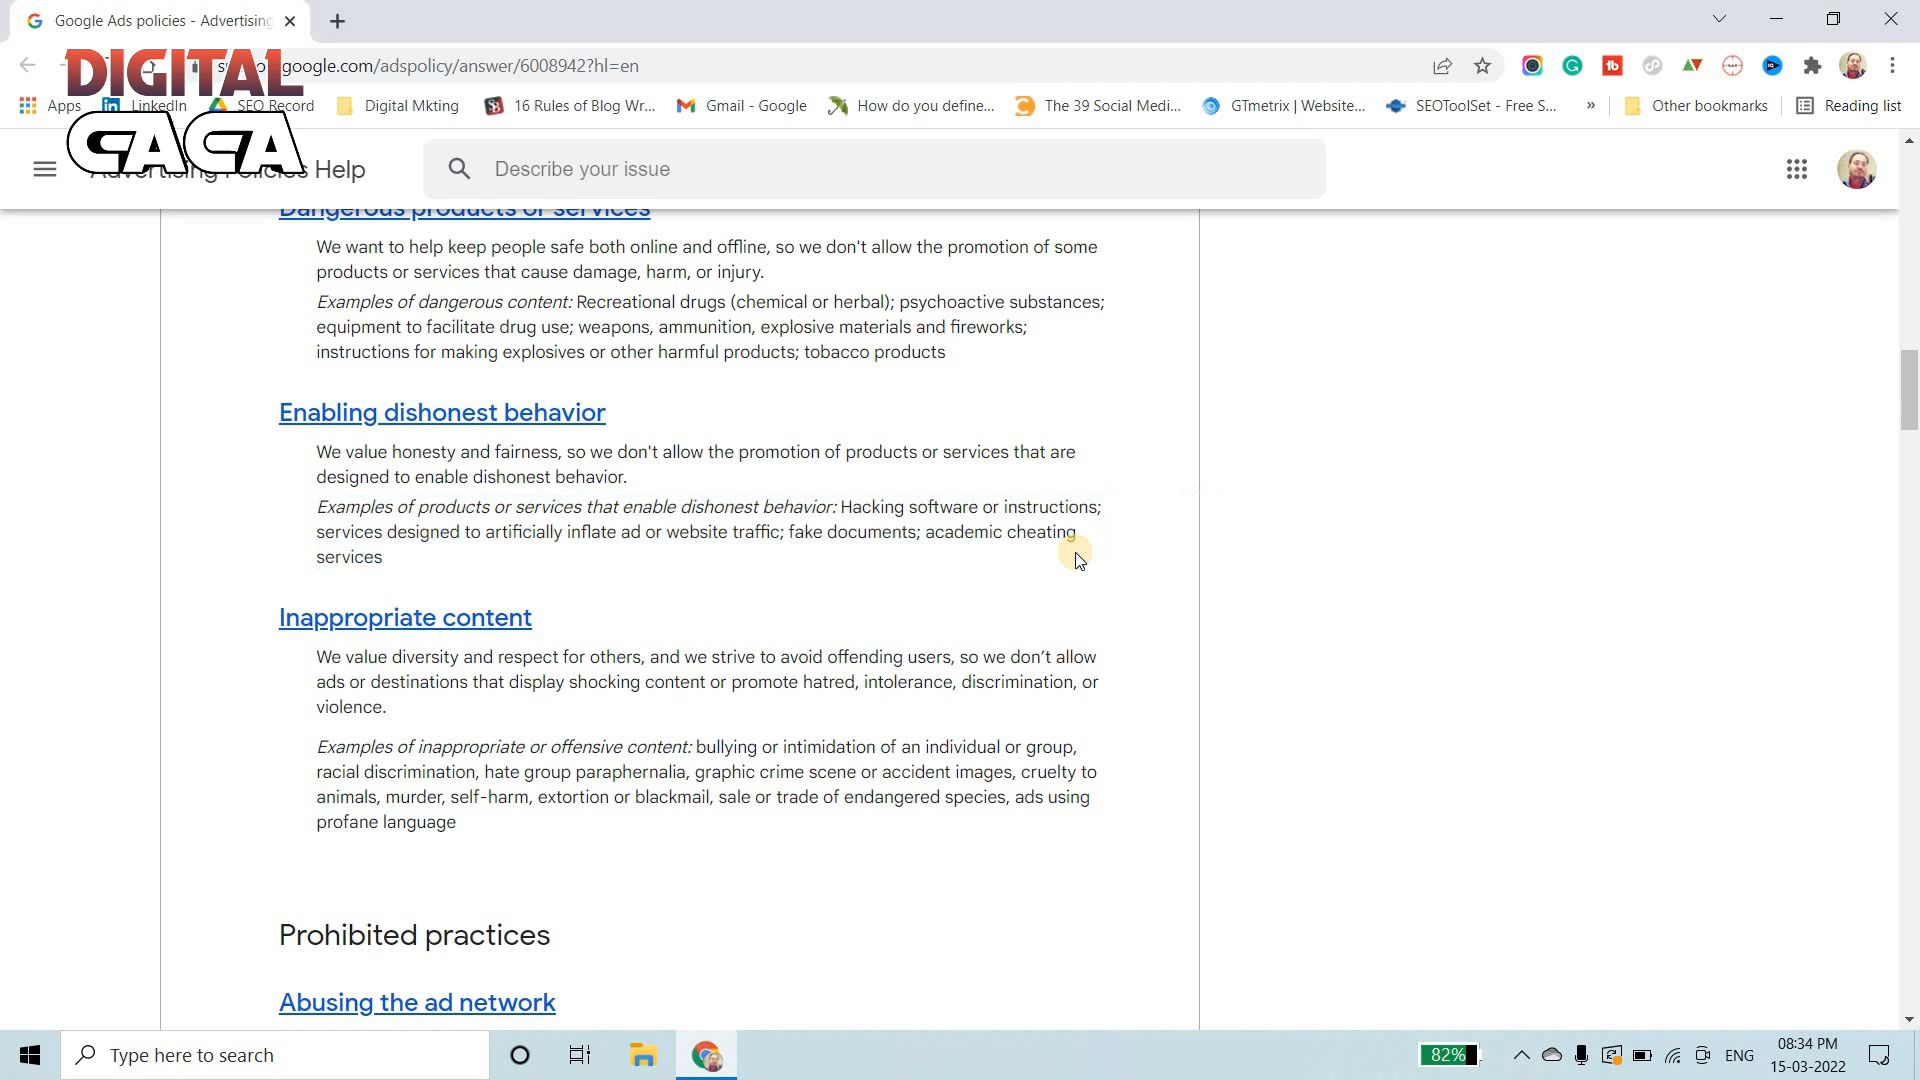 Google Ads policies - Advertising
DIGITAL
CACA
google.com/adspolicy/answer/6008942?hl=en
Apps
LinkedIn
SEO Record
Digital Mkting
16 Rules of Blog Wr...
Gmail - Google
How do you define...
The 39 Social Medi...
GTmetrix | Website...
SEOToolSet - Free S...
»
Other bookmarks
Reading list
Advertising Policies Help
Describe your issue
Dangerous products or services
We want to help keep people safe both online and offline, so we don't allow the promotion of some
products or services that cause damage, harm, or injury.
Examples of dangerous content: Recreational drugs (chemical or herbal); psychoactive substances;
equipment to facilitate drug use; weapons, ammunition, explosive materials and fireworks;
instructions for making explosives or other harmful products; tobacco products
Enabling dishonest behavior
We value honesty and fairness, so we don't allow the promotion of products or services that are
designed to enable dishonest behavior.
Examples of products or services that enable dishonest behavior: Hacking software or instructions;
services designed to artificially inflate ad or website traffic; fake documents; academic cheating
services
Inappropriate content
We value diversity and respect for others, and we strive to avoid offending users, so we don’t allow
ads or destinations that display shocking content or promote hatred, intolerance, discrimination, or
violence.
Examples of inappropriate or offensive content: bullying or intimidation of an individual or group,
racial discrimination, hate group paraphernalia, graphic crime scene or accident images, cruelty to
animals, murder, self-harm, extortion or blackmail, sale or trade of endangered species, ads using
profane language
Prohibited practices
Abusing the ad network
Type here to search
82%
ENG
08:34 PM
15-03-2022